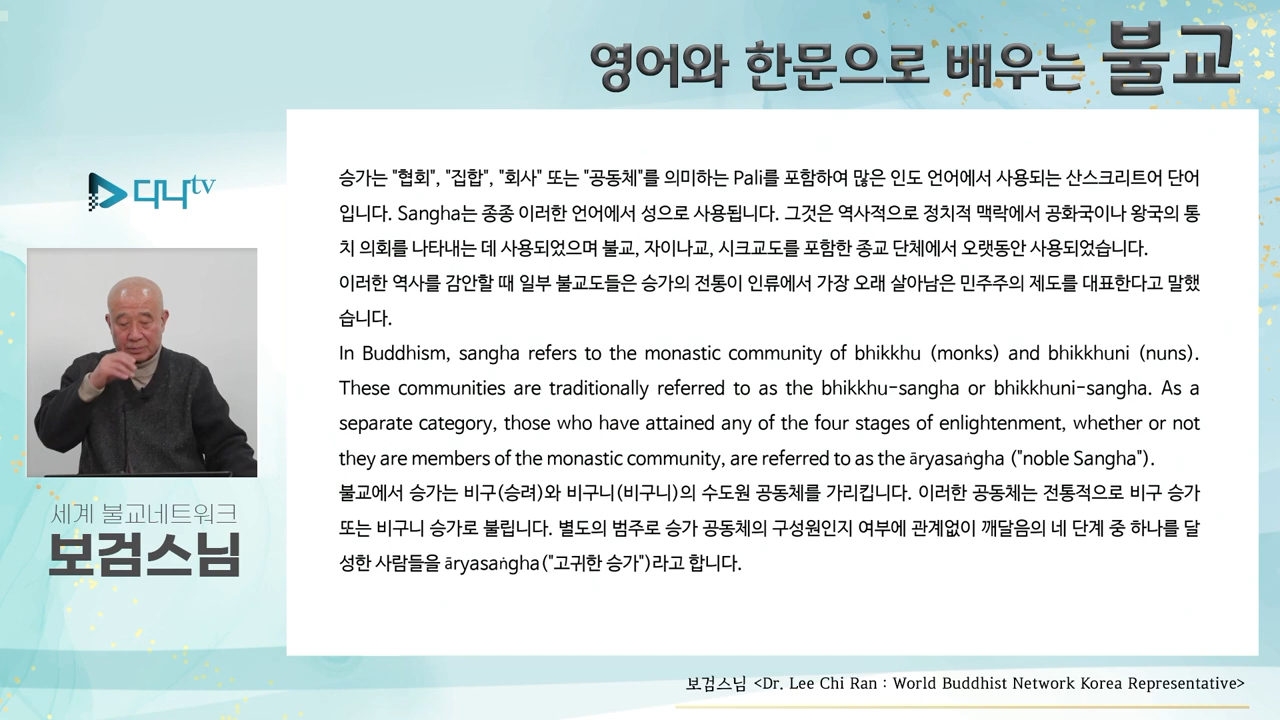 영어와 한문으로 배우는 불교
디나tv
승가는 "협회", "집합", "회사" 또는 "공동체"를 의미하는 Pali를 포함하여 많은 인도 언어에서 사용되는 산스크리트어 단어
입니다. Sangha는 종종 이러한 언어에서 성으로 사용됩니다. 그것은 역사적으로 정치적 맥락에서 공화국이나 왕국의 통
치 의회를 나타내는 데 사용되었으며 불교, 자이나교, 시크교도를 포함한 종교 단체에서 오랫동안 사용되었습니다.
이러한 역사를 감안할 때 일부 불교도들은 승가의 전통이 인류에서 가장 오래 살아남은 민주주의 제도를 대표한다고 말했
습니다.
In Buddhism, sangha refers to the monastic community of bhikkhu (monks) and bhikkhuni (nuns).
These communities are traditionally referred to as the bhikkhu-sangha or bhikkhuni-sangha. As a
separate category, those who have attained any of the four stages of enlightenment, whether or not
they are members of the monastic community, are referred to as the āryasaṅgha ("noble Sangha").
불교에서 승가는 비구(승려)와 비구니(비구니)의 수도원 공동체를 가리킵니다. 이러한 공동체는 전통적으로 비구 승가
또는 비구니 승가로 불립니다. 별도의 범주로 승가 공동체의 구성원인지 여부에 관계없이 깨달음의 네 단계 중 하나를 달
성한 사람들을 āryasaṅgha("고귀한 승가")라고 합니다.
세계 불교네트워크
보검스님
보검스님 <Dr. Lee Chi Ran : World Buddhist Network Korea Representative>